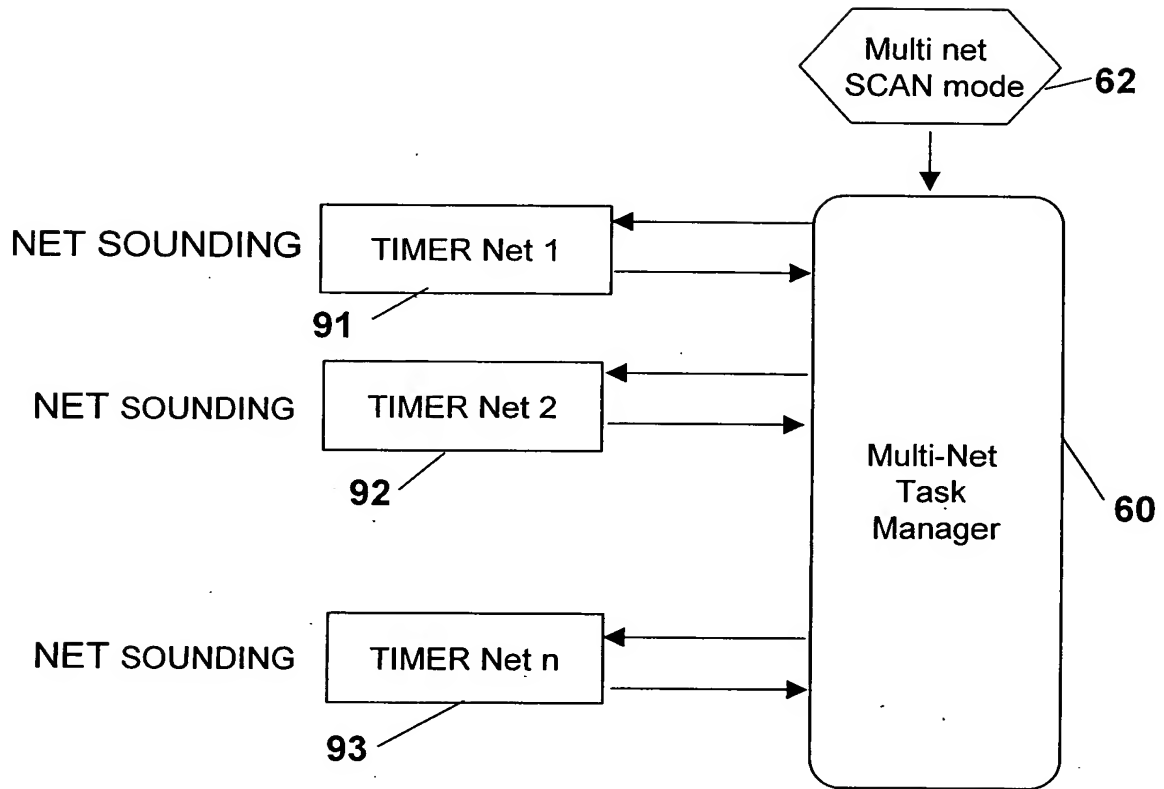 Multi net
SCAN mode
62
NET SOUNDING
TIMER Net 1
91
NET SOUNDING
TIMER Net 2
92
Multi-Net
Task
Manager
60
NET SOUNDING
TIMER Net n
93